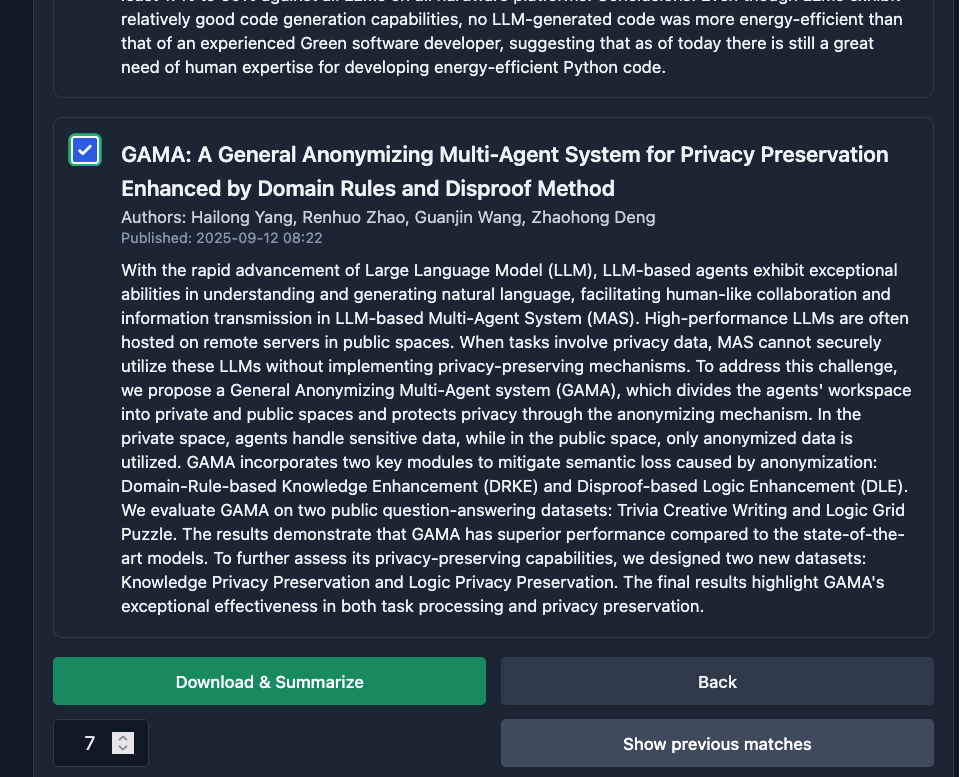 relatively good code generation capabilities, no LLM-generated code was more energy-efficient than
that of an experienced Green software developer, suggesting that as of today there is still a great
need of human expertise for developing energy-efficient Python code.
GAMA: A General Anonymizing Multi-Agent System for Privacy Preservation
Enhanced by Domain Rules and Disproof Method
Authors: Hailong Yang, Renhuo Zhao, Guanjin Wang, Zhaohong Deng
Published: 2025-09-12 08:22
With the rapid advancement of Large Language Model (LLM), LLM-based agents exhibit exceptional
abilities in understanding and generating natural language, facilitating human-like collaboration and
information transmission in LLM-based Multi-Agent System (MAS). High-performance LLMs are often
hosted on remote servers in public spaces. When tasks involve privacy data, MAS cannot securely
utilize these LLMs without implementing privacy-preserving mechanisms. To address this challenge,
we propose a General Anonymizing Multi-Agent system (GAMA), which divides the agents' workspace
into private and public spaces and protects privacy through the anonymizing mechanism. In the
private space, agents handle sensitive data, while in the public space, only anonymized data is
utilized. GAMA incorporates two key modules to mitigate semantic loss caused by anonymization:
Domain-Rule-based Knowledge Enhancement (DRKE) and Disproof-based Logic Enhancement (DLE).
We evaluate GAMA on two public question-answering datasets: Trivia Creative Writing and Logic Grid
Puzzle. The results demonstrate that GAMA has superior performance compared to the state-of-the-
art models. To further assess its privacy-preserving capabilities, we designed two new datasets:
Knowledge Privacy Preservation and Logic Privacy Preservation. The final results highlight GAMA's
exceptional effectiveness in both task processing and privacy preservation.
Download & Summarize
Back
7
Show previous matches